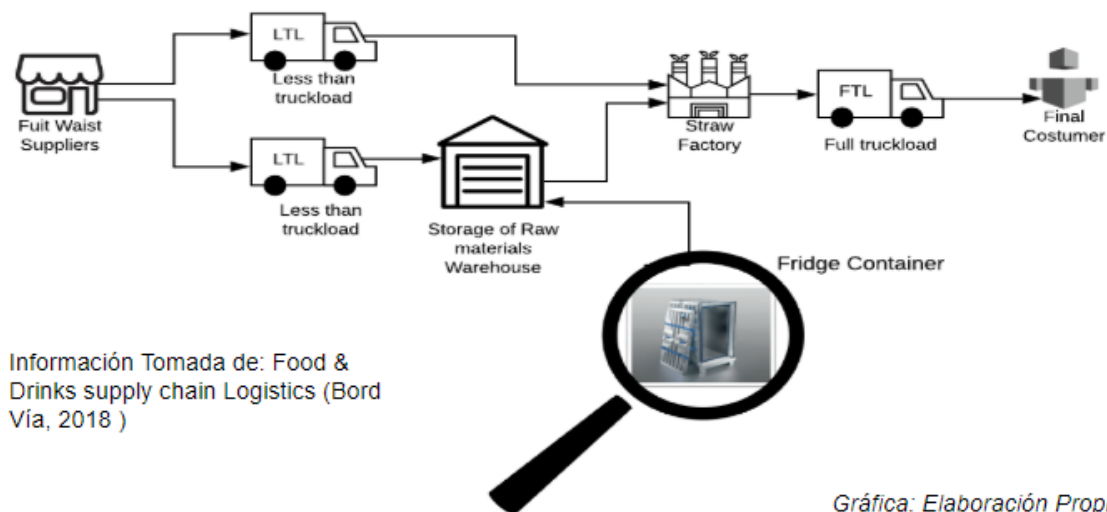 LTL
Less than
truckload
Fuit Waist
Suppliers
LTL
Less than
truckload
Storage of Raw
materials
Warehouse
Straw
Factory
FTL
Full truckload
Final
Costumer
Fridge Container
Información Tomada de: Food &
Drinks supply chain Logistics (Bord
Vía, 2018 )
Gráfica: Elaboración Prop